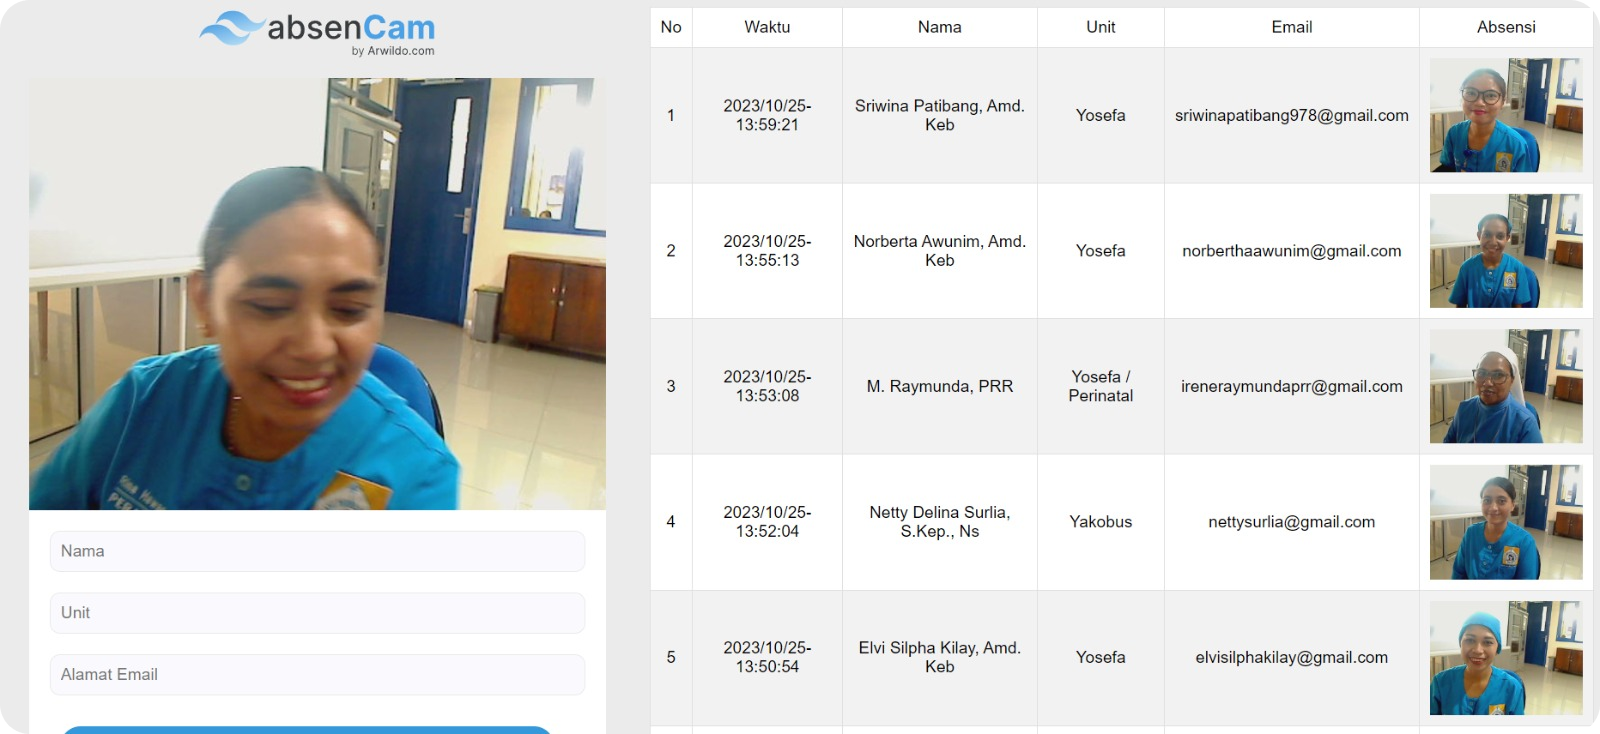 absenCam
by Arwildo.com
Nama
Unit
Alamat Email
No Waktu Nama Unit Email Absensi
1 2023/10/25-
13:59:21 Sriwina Patibang, Amd.
Keb Yosefa sriwinapatibang978@gmail.com
2 2023/10/25-
13:55:13 Norberta Awunim, Amd.
Keb Yosefa norberthaawunim@gmail.com
3 2023/10/25-
13:53:08 M. Raymunda, PRR Yosefa /
Perinatal ireneraymundaprr@gmail.com
4 2023/10/25-
13:52:04 Netty Delina Surlia,
S.Kep., Ns Yakobus nettysurlia@gmail.com
5 2023/10/25-
13:50:54 Elvi Silpha Kilay, Amd.
Keb Yosefa elvisilphakilay@gmail.com